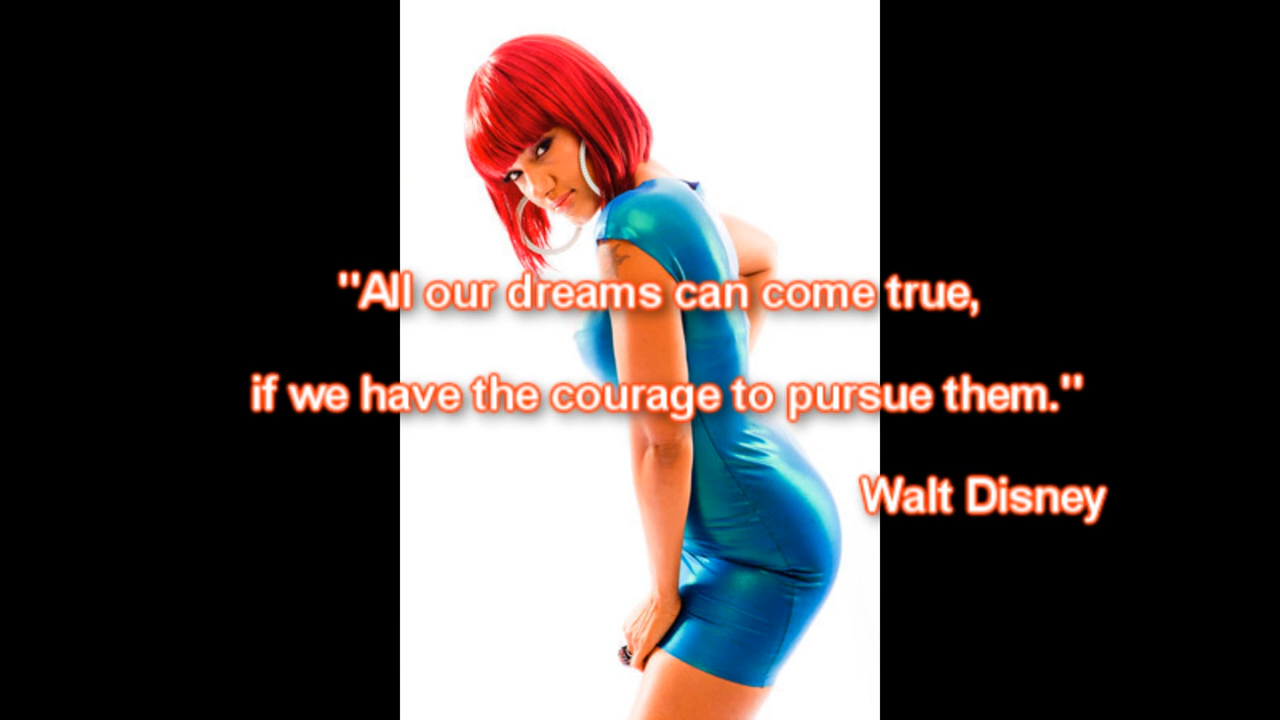 "All our dreams can come true,
if we have the courage to pursue them."
Walt Disney